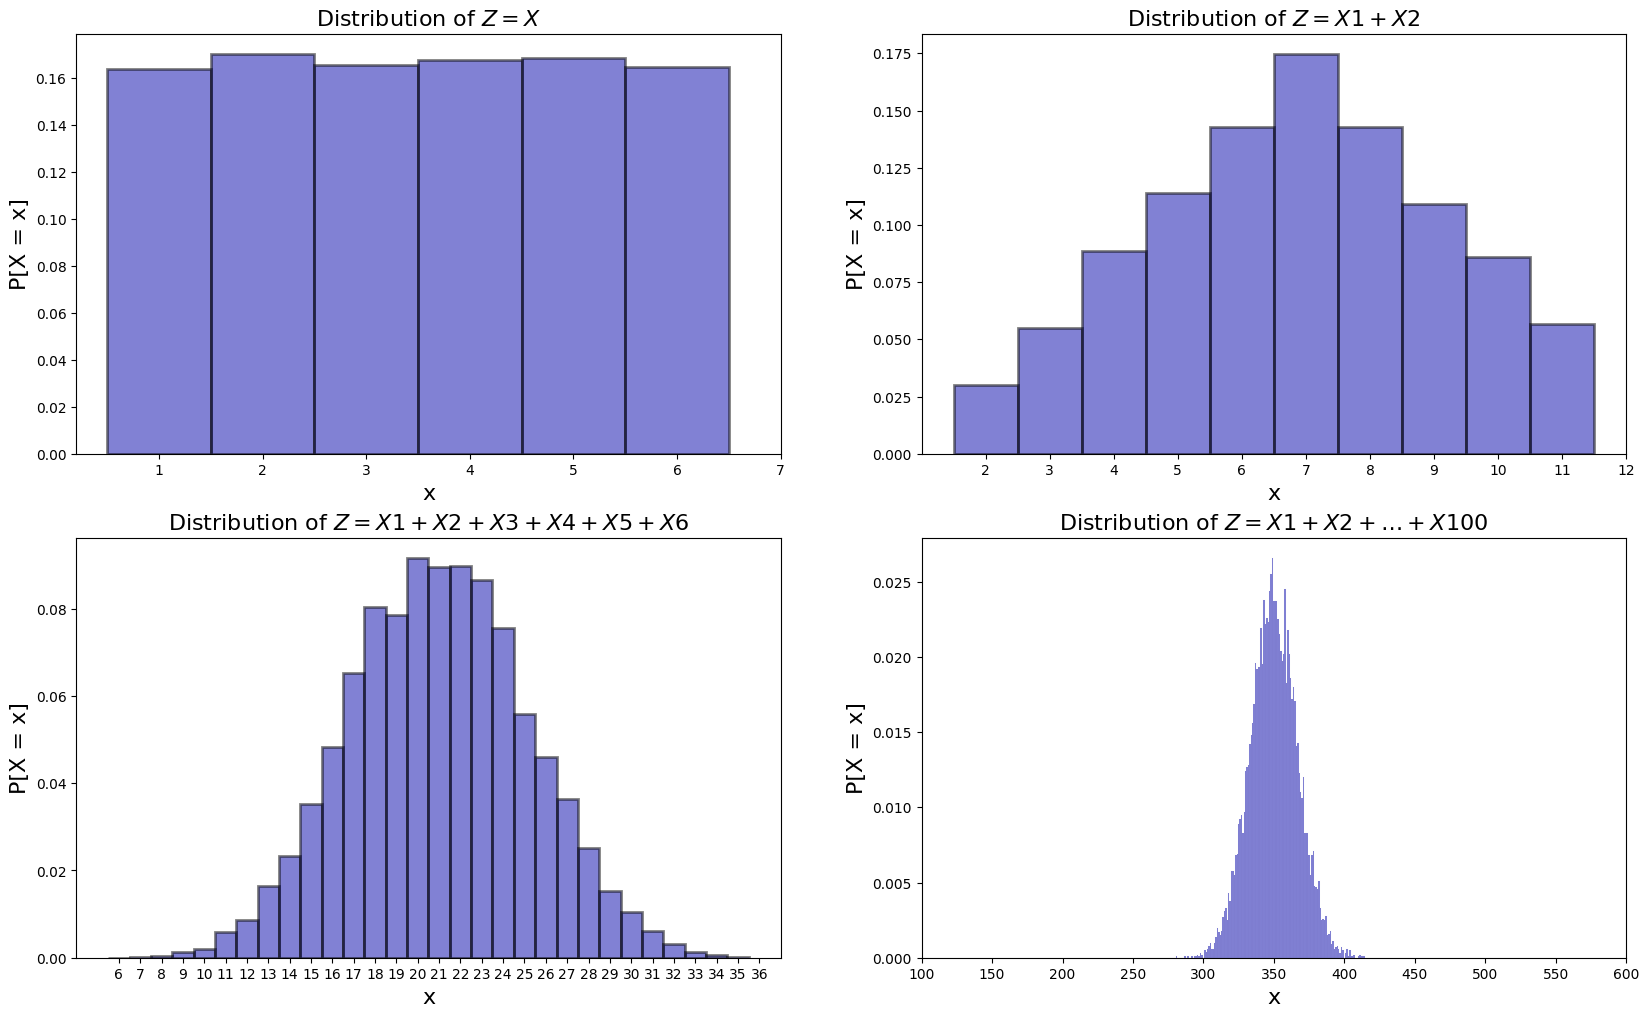 Distribution of Z = X
0.16
0.14
0.12
0.10
0.08
0.06
0.04
0.02
0.00
P[X = x]
1 2 3 4 5 6 7
x
Distribution of Z = X1 + X2
0.175
0.150
0.125
0.100
0.075
0.050
0.025
0.000
P[X = x]
2 3 4 5 6 7 8 9 10 11 12
x
Distribution of Z = X1 + X2 + X3 + X4 + X5 + X6
0.08
0.06
0.04
0.02
0.00
P[X = x]
6 7 8 9 10 11 12 13 14 15 16 17 18 19 20 21 22 23 24 25 26 27 28 29 30 31 32 33 34 35 36
x
Distribution of Z = X1 + X2 + ... + X100
0.025
0.020
0.015
0.010
0.005
0.000
P[X = x]
100 150 200 250 300 350 400 450 500 550 600
x